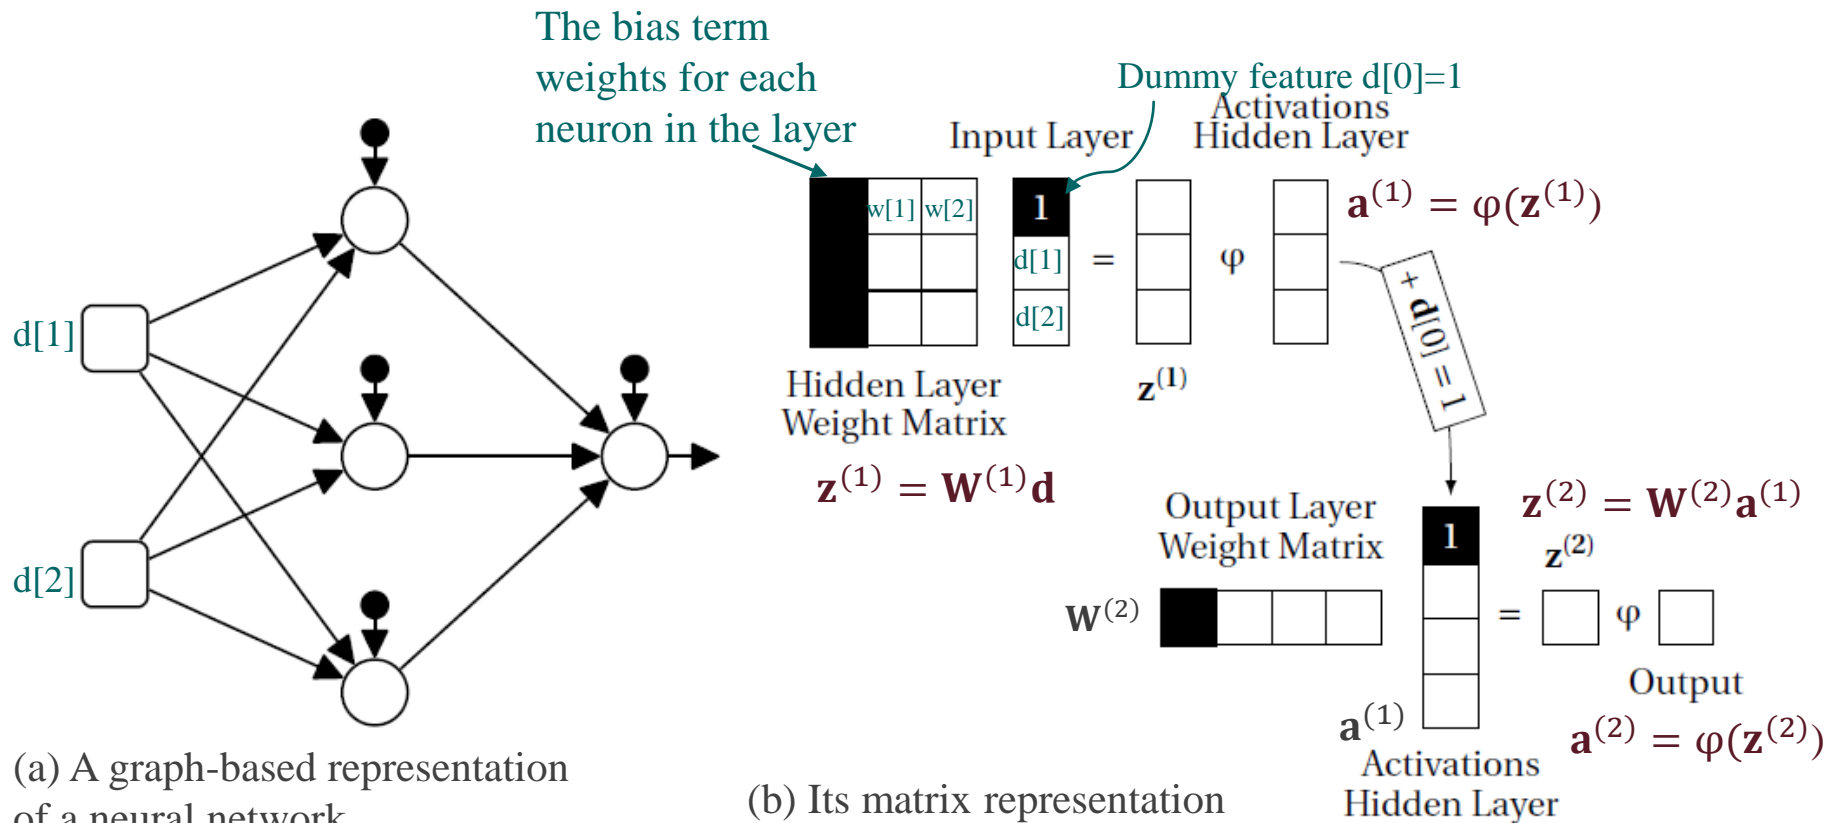 The bias term
weights for each
neuron in the layer
Dummy feature d[0]=1
Input Layer
Activations
Hidden Layer
w[1] w[2]
1
d[1]
d[2]
=
φ
a⁽¹⁾ = φ(z⁽¹⁾)
+ d[0] = 1
z⁽¹⁾
Hidden Layer
Weight Matrix
z⁽¹⁾ = W⁽¹⁾d
d[1]
d[2]
Output Layer
Weight Matrix
1
z⁽²⁾ = W⁽²⁾a⁽¹⁾
z⁽²⁾
W⁽²⁾
=
φ
Output
a⁽¹⁾
a⁽²⁾ = φ(z⁽²⁾)
Activations
Hidden Layer
(a) A graph-based representation
of a neural network
(b) Its matrix representation